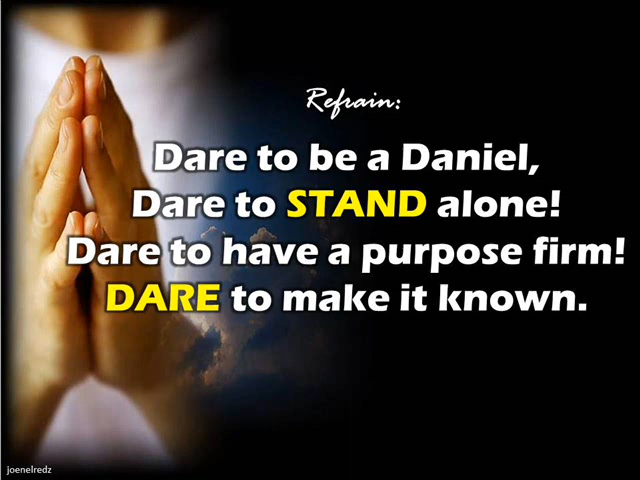 Refrain:
Dare to be a Daniel,
Dare to STAND alone!
Dare to have a purpose firm!
DARE to make it known.
joenelredz